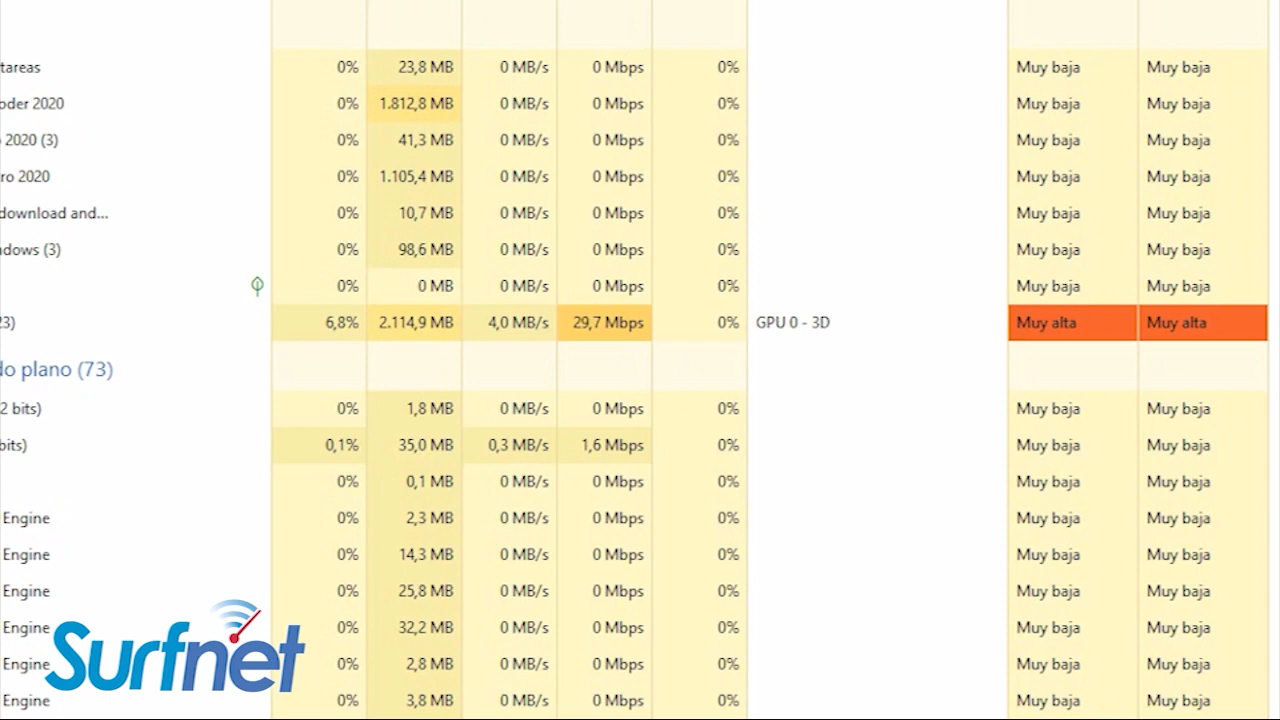 tareas 0% 23,8 MB 0 MB/s 0 Mbps 0% Muy baja Muy baja
oder 2020 0% 1.812,8 MB 0 MB/s 0 Mbps 0% Muy baja Muy baja
2020 (3) 0% 41,3 MB 0 MB/s 0 Mbps 0% Muy baja Muy baja
ro 2020 0% 1.105,4 MB 0 MB/s 0 Mbps 0% Muy baja Muy baja
download and... 0% 10,7 MB 0 MB/s 0 Mbps 0% Muy baja Muy baja
ndows (3) 0% 98,6 MB 0 MB/s 0 Mbps 0% Muy baja Muy baja
0% 0 MB 0 MB/s 0 Mbps 0% Muy baja Muy baja
23) 6,8% 2.114,9 MB 4,0 MB/s 29,7 Mbps 0% GPU 0 - 3D Muy alta Muy alta
do plano (73)
2 bits) 0% 1,8 MB 0 MB/s 0 Mbps 0% Muy baja Muy baja
bits) 0,1% 35,0 MB 0,3 MB/s 1,6 Mbps 0% Muy baja Muy baja
0% 0,1 MB 0 MB/s 0 Mbps 0% Muy baja Muy baja
Engine 0% 2,3 MB 0 MB/s 0 Mbps 0% Muy baja Muy baja
Engine 0% 14,3 MB 0 MB/s 0 Mbps 0% Muy baja Muy baja
Engine 0% 25,8 MB 0 MB/s 0 Mbps 0% Muy baja Muy baja
Engine 0% 32,2 MB 0 MB/s 0 Mbps 0% Muy baja Muy baja
Engine 0% 2,8 MB 0 MB/s 0 Mbps 0% Muy baja Muy baja
Engine 0% 3,8 MB 0 MB/s 0 Mbps 0% Muy baja Muy baja
Surfnet